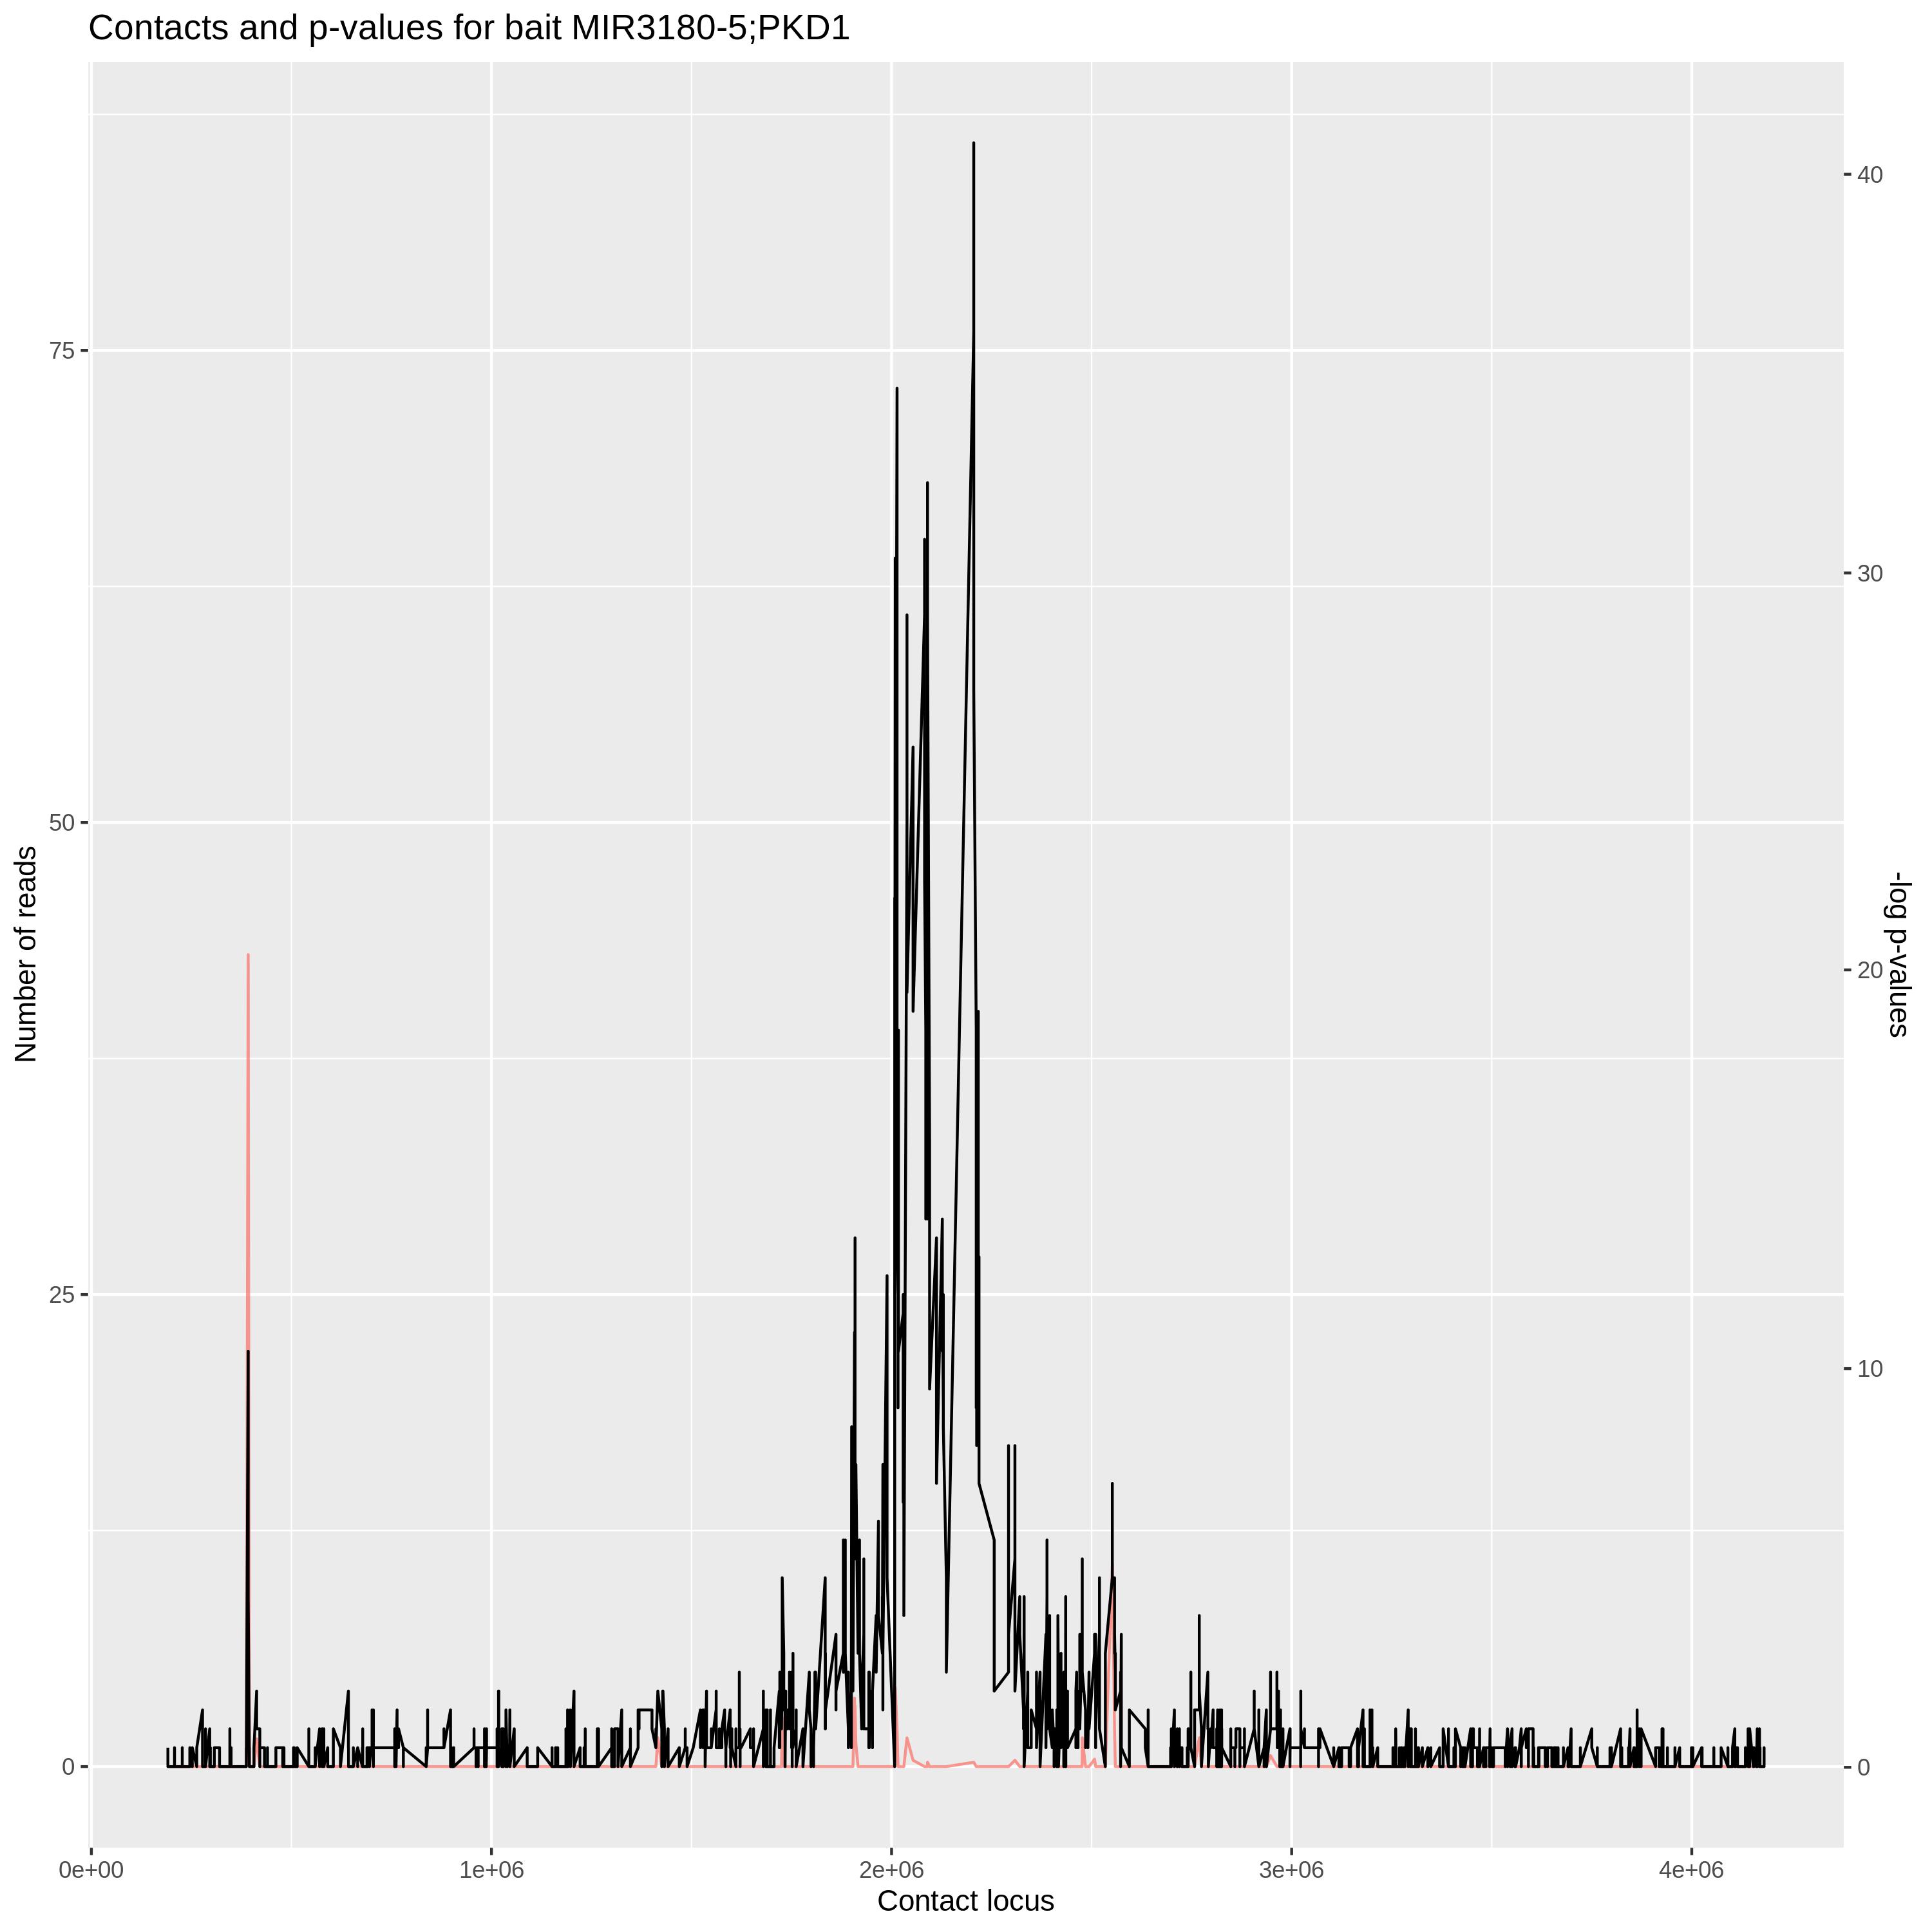 Contacts and p-values for bait MIR3180-5;PKD1
75
50
25
0
Number of reads
40
30
20
10
0
-log p-values
0e+00
1e+06
2e+06
3e+06
4e+06
Contact locus